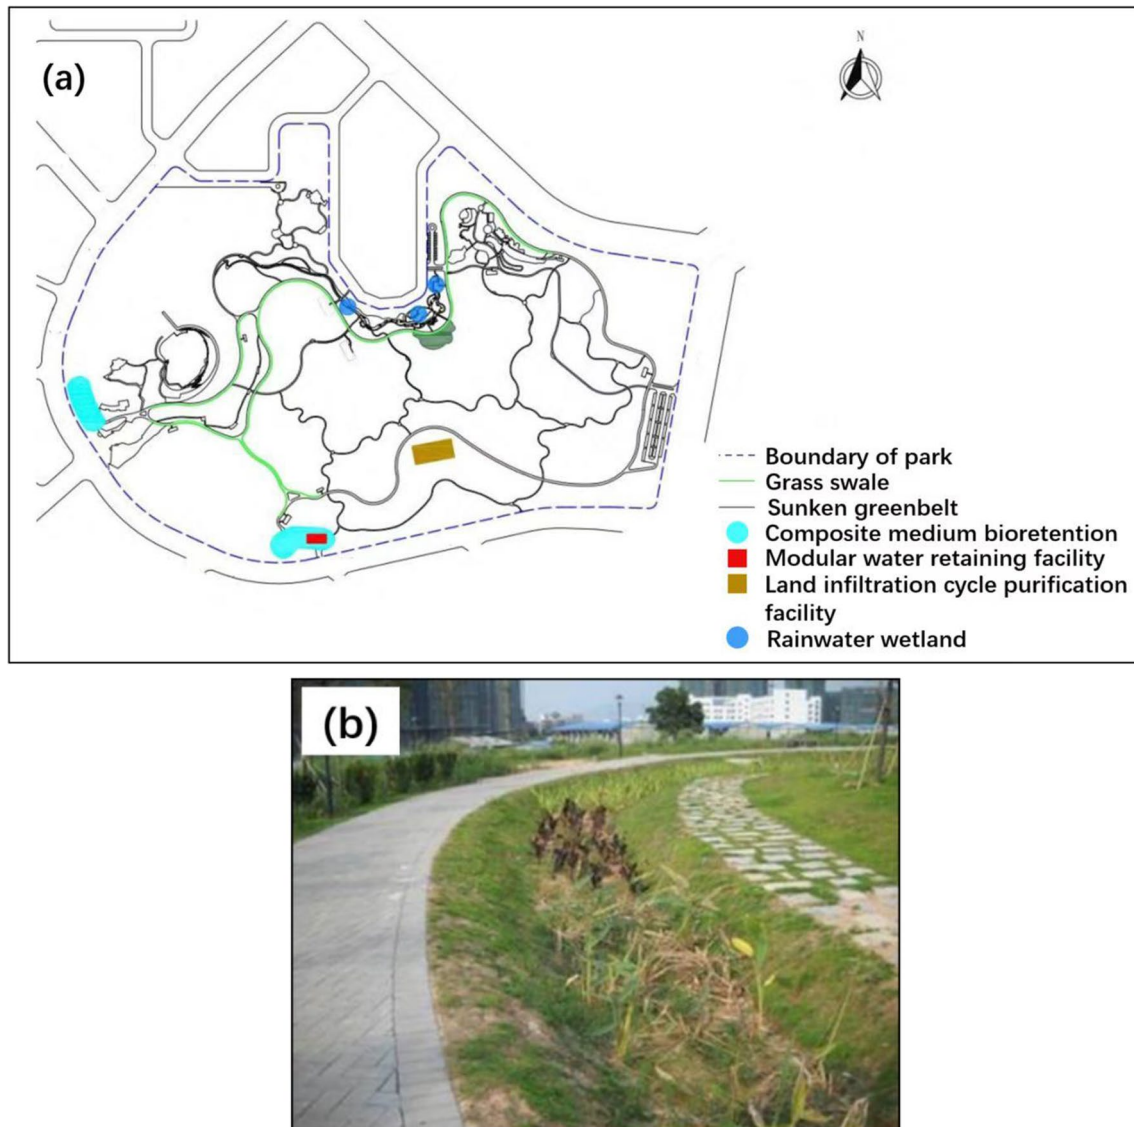 (a)
N
Boundary of park
Grass swale
Sunken greenbelt
Composite medium bioretention
Modular water retaining facility
Land infiltration cycle purification
facility
Rainwater wetland
(b)